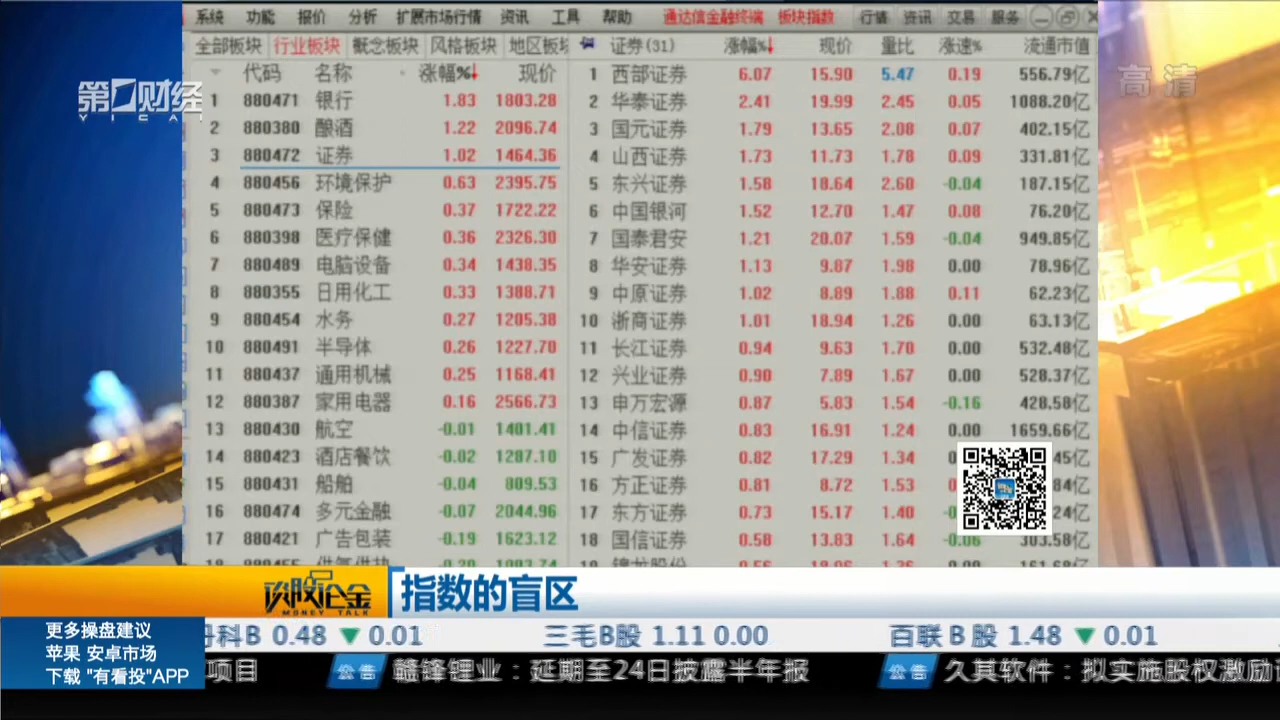 系统 功能 报价 分析 扩展市场行情 资讯 工具 帮助 通达信金融终端 板块指数 行情 资讯 交易 服务
全部板块 行业板块 概念板块 风格板块 地区板块 证券(31) 涨幅%↓ 现价 量比 涨速% 流通市值
代码 名称 涨幅%↓ 现价
1 880471 银行 1.83 1803.28
2 880380 酿酒 1.22 2096.74
3 880472 证券 1.02 1464.36
4 880456 环境保护 0.63 2395.75
5 880473 保险 0.37 1722.22
6 880398 医疗保健 0.36 2326.30
7 880489 电脑设备 0.34 1438.35
8 880355 日用化工 0.33 1388.71
9 880454 水务 0.27 1205.38
10 880491 半导体 0.26 1227.70
11 880437 通用机械 0.25 1168.41
12 880387 家用电器 0.16 2566.73
13 880430 航空 -0.01 1401.41
14 880423 酒店餐饮 -0.02 1287.10
15 880431 船舶 -0.04 809.53
16 880474 多元金融 -0.07 2044.96
17 880421 广告包装 -0.19 1623.12
1 西部证券 6.07 15.90 5.47 0.19 556.79亿
2 华泰证券 2.41 19.99 2.45 0.05 1088.20亿
3 国元证券 1.79 13.65 2.08 0.07 402.15亿
4 山西证券 1.73 11.73 1.78 0.09 331.81亿
5 东兴证券 1.58 18.64 2.60 -0.04 187.15亿
6 中国银河 1.52 12.70 1.47 0.08 76.20亿
7 国泰君安 1.21 20.07 1.59 -0.04 949.85亿
8 华安证券 1.13 9.87 1.98 0.00 78.96亿
9 中原证券 1.02 8.89 1.88 0.11 62.23亿
10 浙商证券 1.01 18.94 1.26 0.00 63.13亿
11 长江证券 0.94 9.63 1.70 0.00 532.48亿
12 兴业证券 0.90 7.89 1.67 0.00 528.37亿
13 申万宏源 0.87 5.83 1.54 -0.16 428.58亿
14 中信证券 0.83 16.91 1.24 0.00 1659.66亿
15 广发证券 0.82 17.29 1.34 45亿
16 方正证券 0.81 8.72 1.53 84亿
17 东方证券 0.73 15.17 1.40 24亿
18 国信证券 0.58 13.83 1.64 -0.06 303.58亿
第一财经
YICAI
高清
谈股论金
MONEY TALK
指数的盲区
丹科B 0.48 ▼ 0.01 三毛B股 1.11 0.00 百联B股 1.48 ▼ 0.01
更多操盘建议
苹果 安卓市场
下载 "有看投"APP
项目 公告 赣锋锂业：延期至24日披露半年报 公告 久其软件：拟实施股权激励